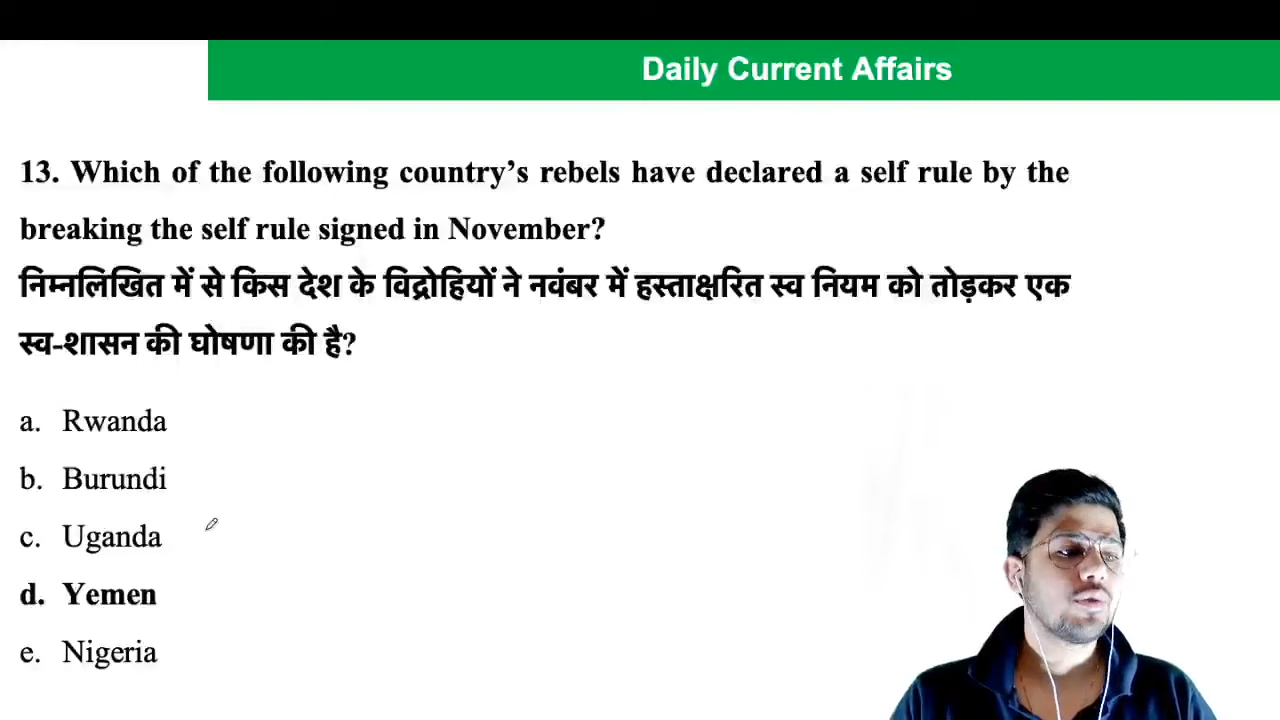 Daily Current Affairs
13. Which of the following country’s rebels have declared a self rule by the
breaking the self rule signed in November?
निम्नलिखित में से किस देश के विद्रोहियों ने नवंबर में हस्ताक्षरित स्व नियम को तोड़कर एक
स्व-शासन की घोषणा की है?
a. Rwanda
b. Burundi
c. Uganda
d. Yemen
e. Nigeria